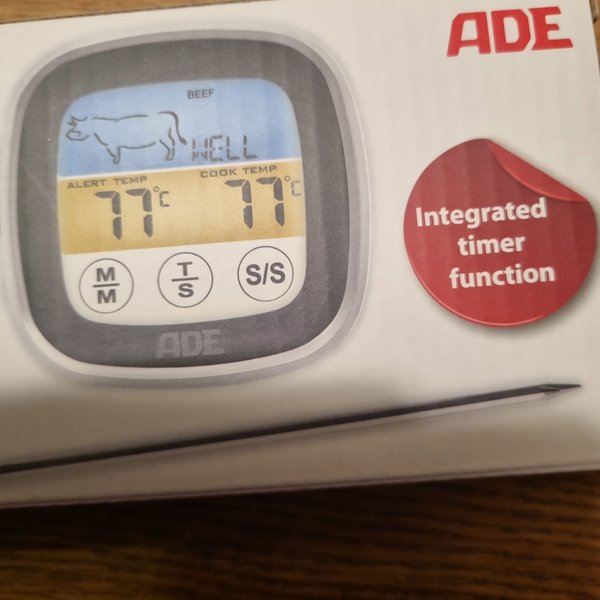 ADE
BEEF
WELL
ALERT TEMP COOK TEMP
77°C 77°C
M/M T/S S/S
ADE
Integrated
timer
function